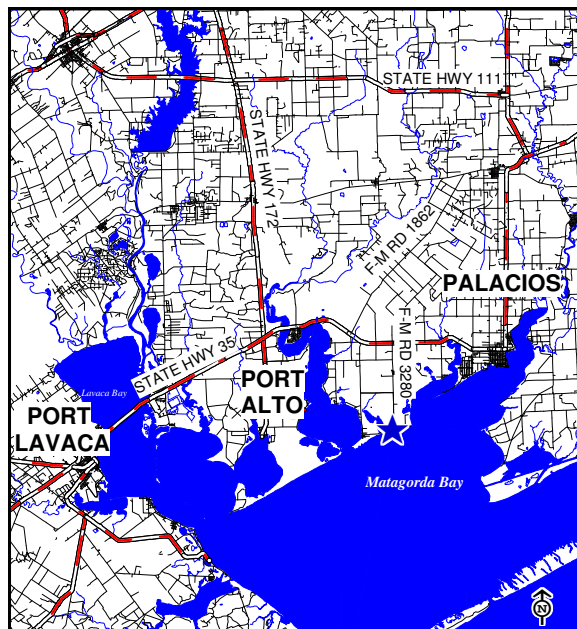 STATE HWY 111
STATE HWY 172
F-M RD 1862
PALACIOS
F-M RD 3280
STATE HWY 35
PORT
ALTO
Lavaca Bay
PORT
LAVACA
Matagorda Bay
N